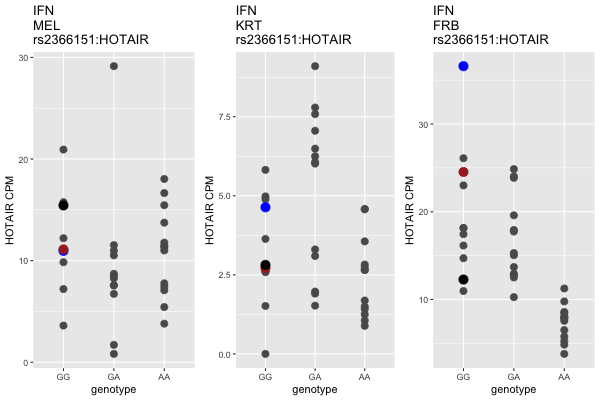 IFN
MEL
rs2366151:HOTAIR
HOTAIR CPM
30
20
10
0
GG GA AA
genotype
IFN
KRT
rs2366151:HOTAIR
HOTAIR CPM
7.5
5.0
2.5
0.0
GG GA AA
genotype
IFN
FRB
rs2366151:HOTAIR
HOTAIR CPM
30
20
10
GG GA AA
genotype